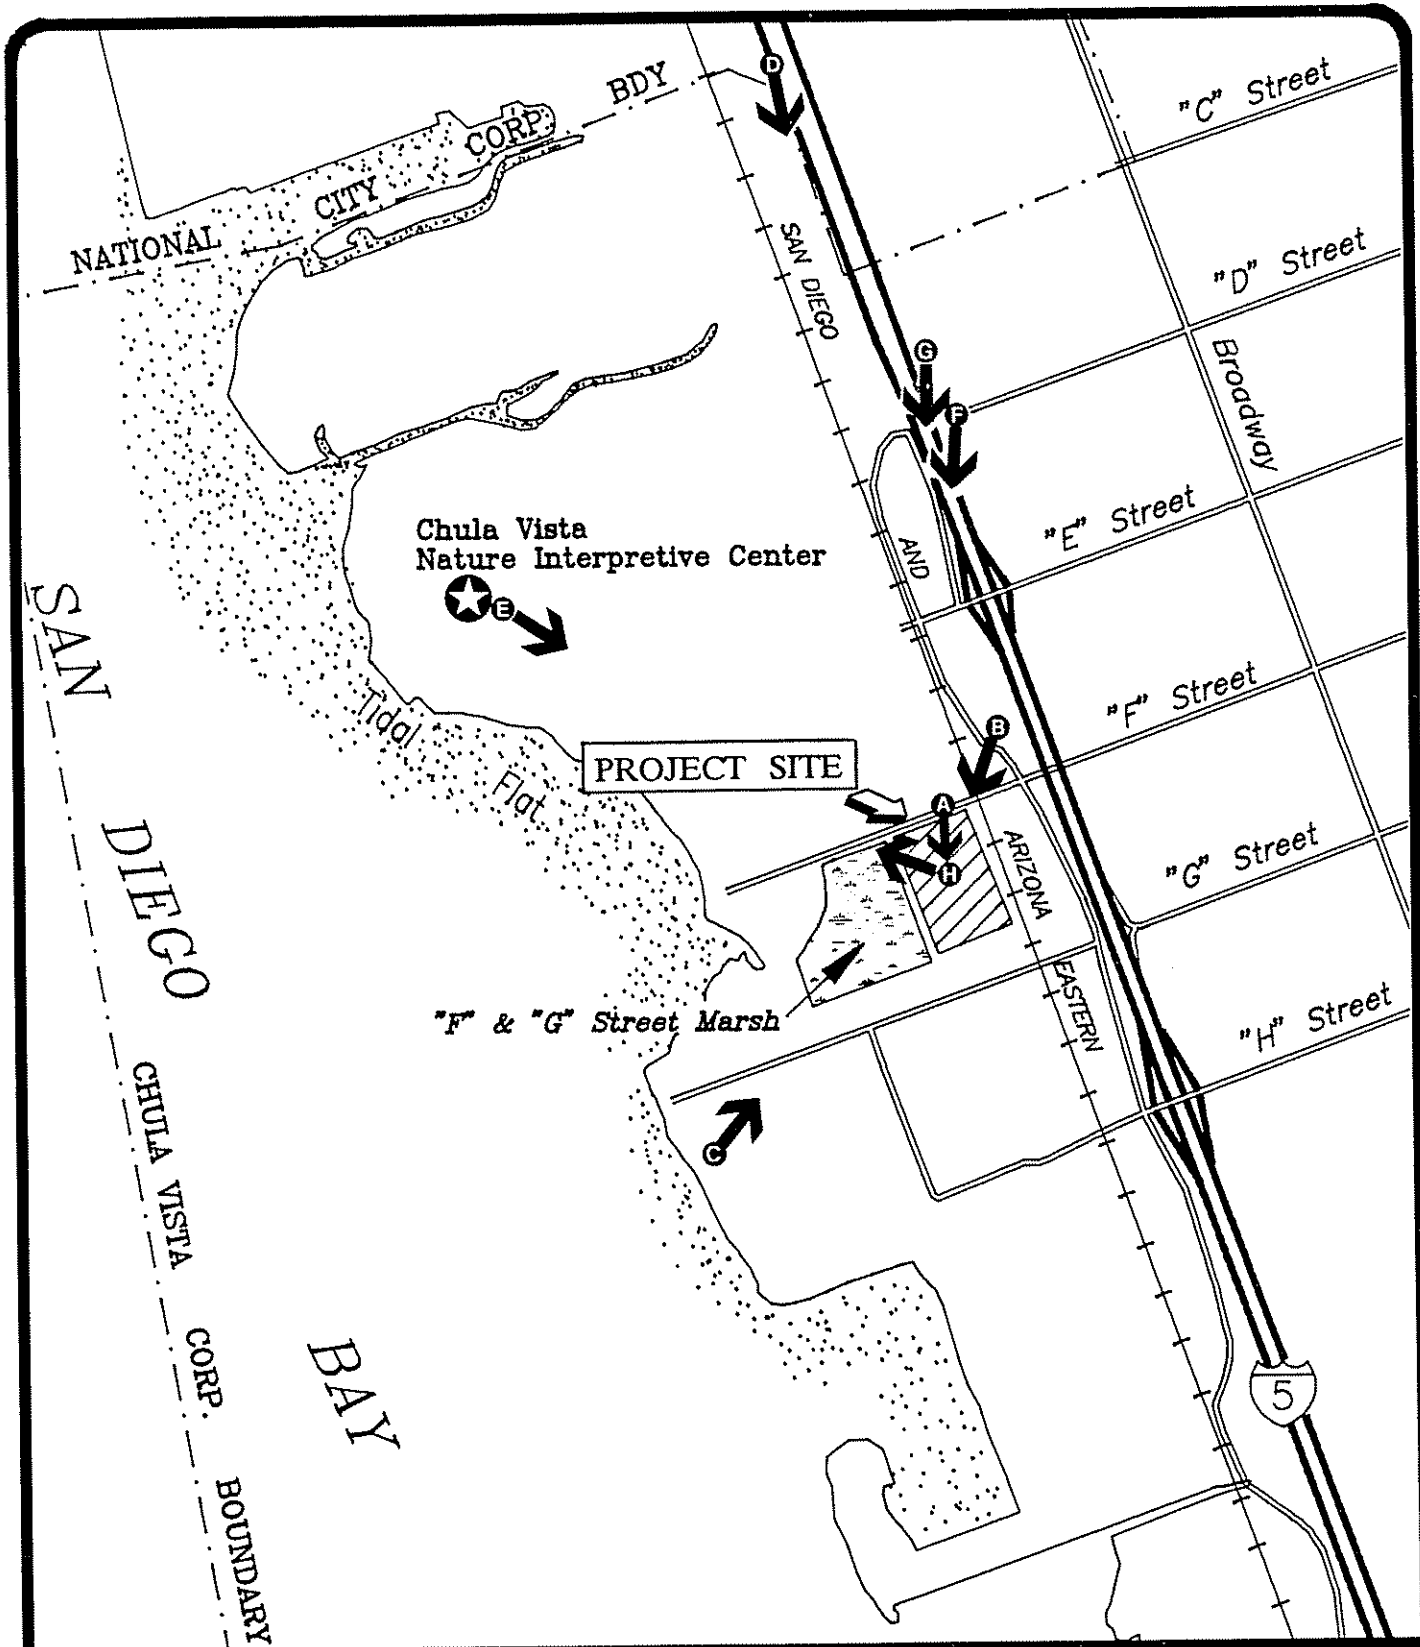 D
BDY
CORP
CITY
NATIONAL
"C" Street
"D" Street
SAN DIEGO
G
F
Broadway
"E" Street
AND
Chula Vista
Nature Interpretive Center
E
"F" Street
B
Tidal
Flat
PROJECT SITE
A
H
ARIZONA
"G" Street
EASTERN
"F" & "G" Street Marsh
"H" Street
C
SAN
DIEGO
BAY
CHULA VISTA
CORP.
BOUNDARY
5